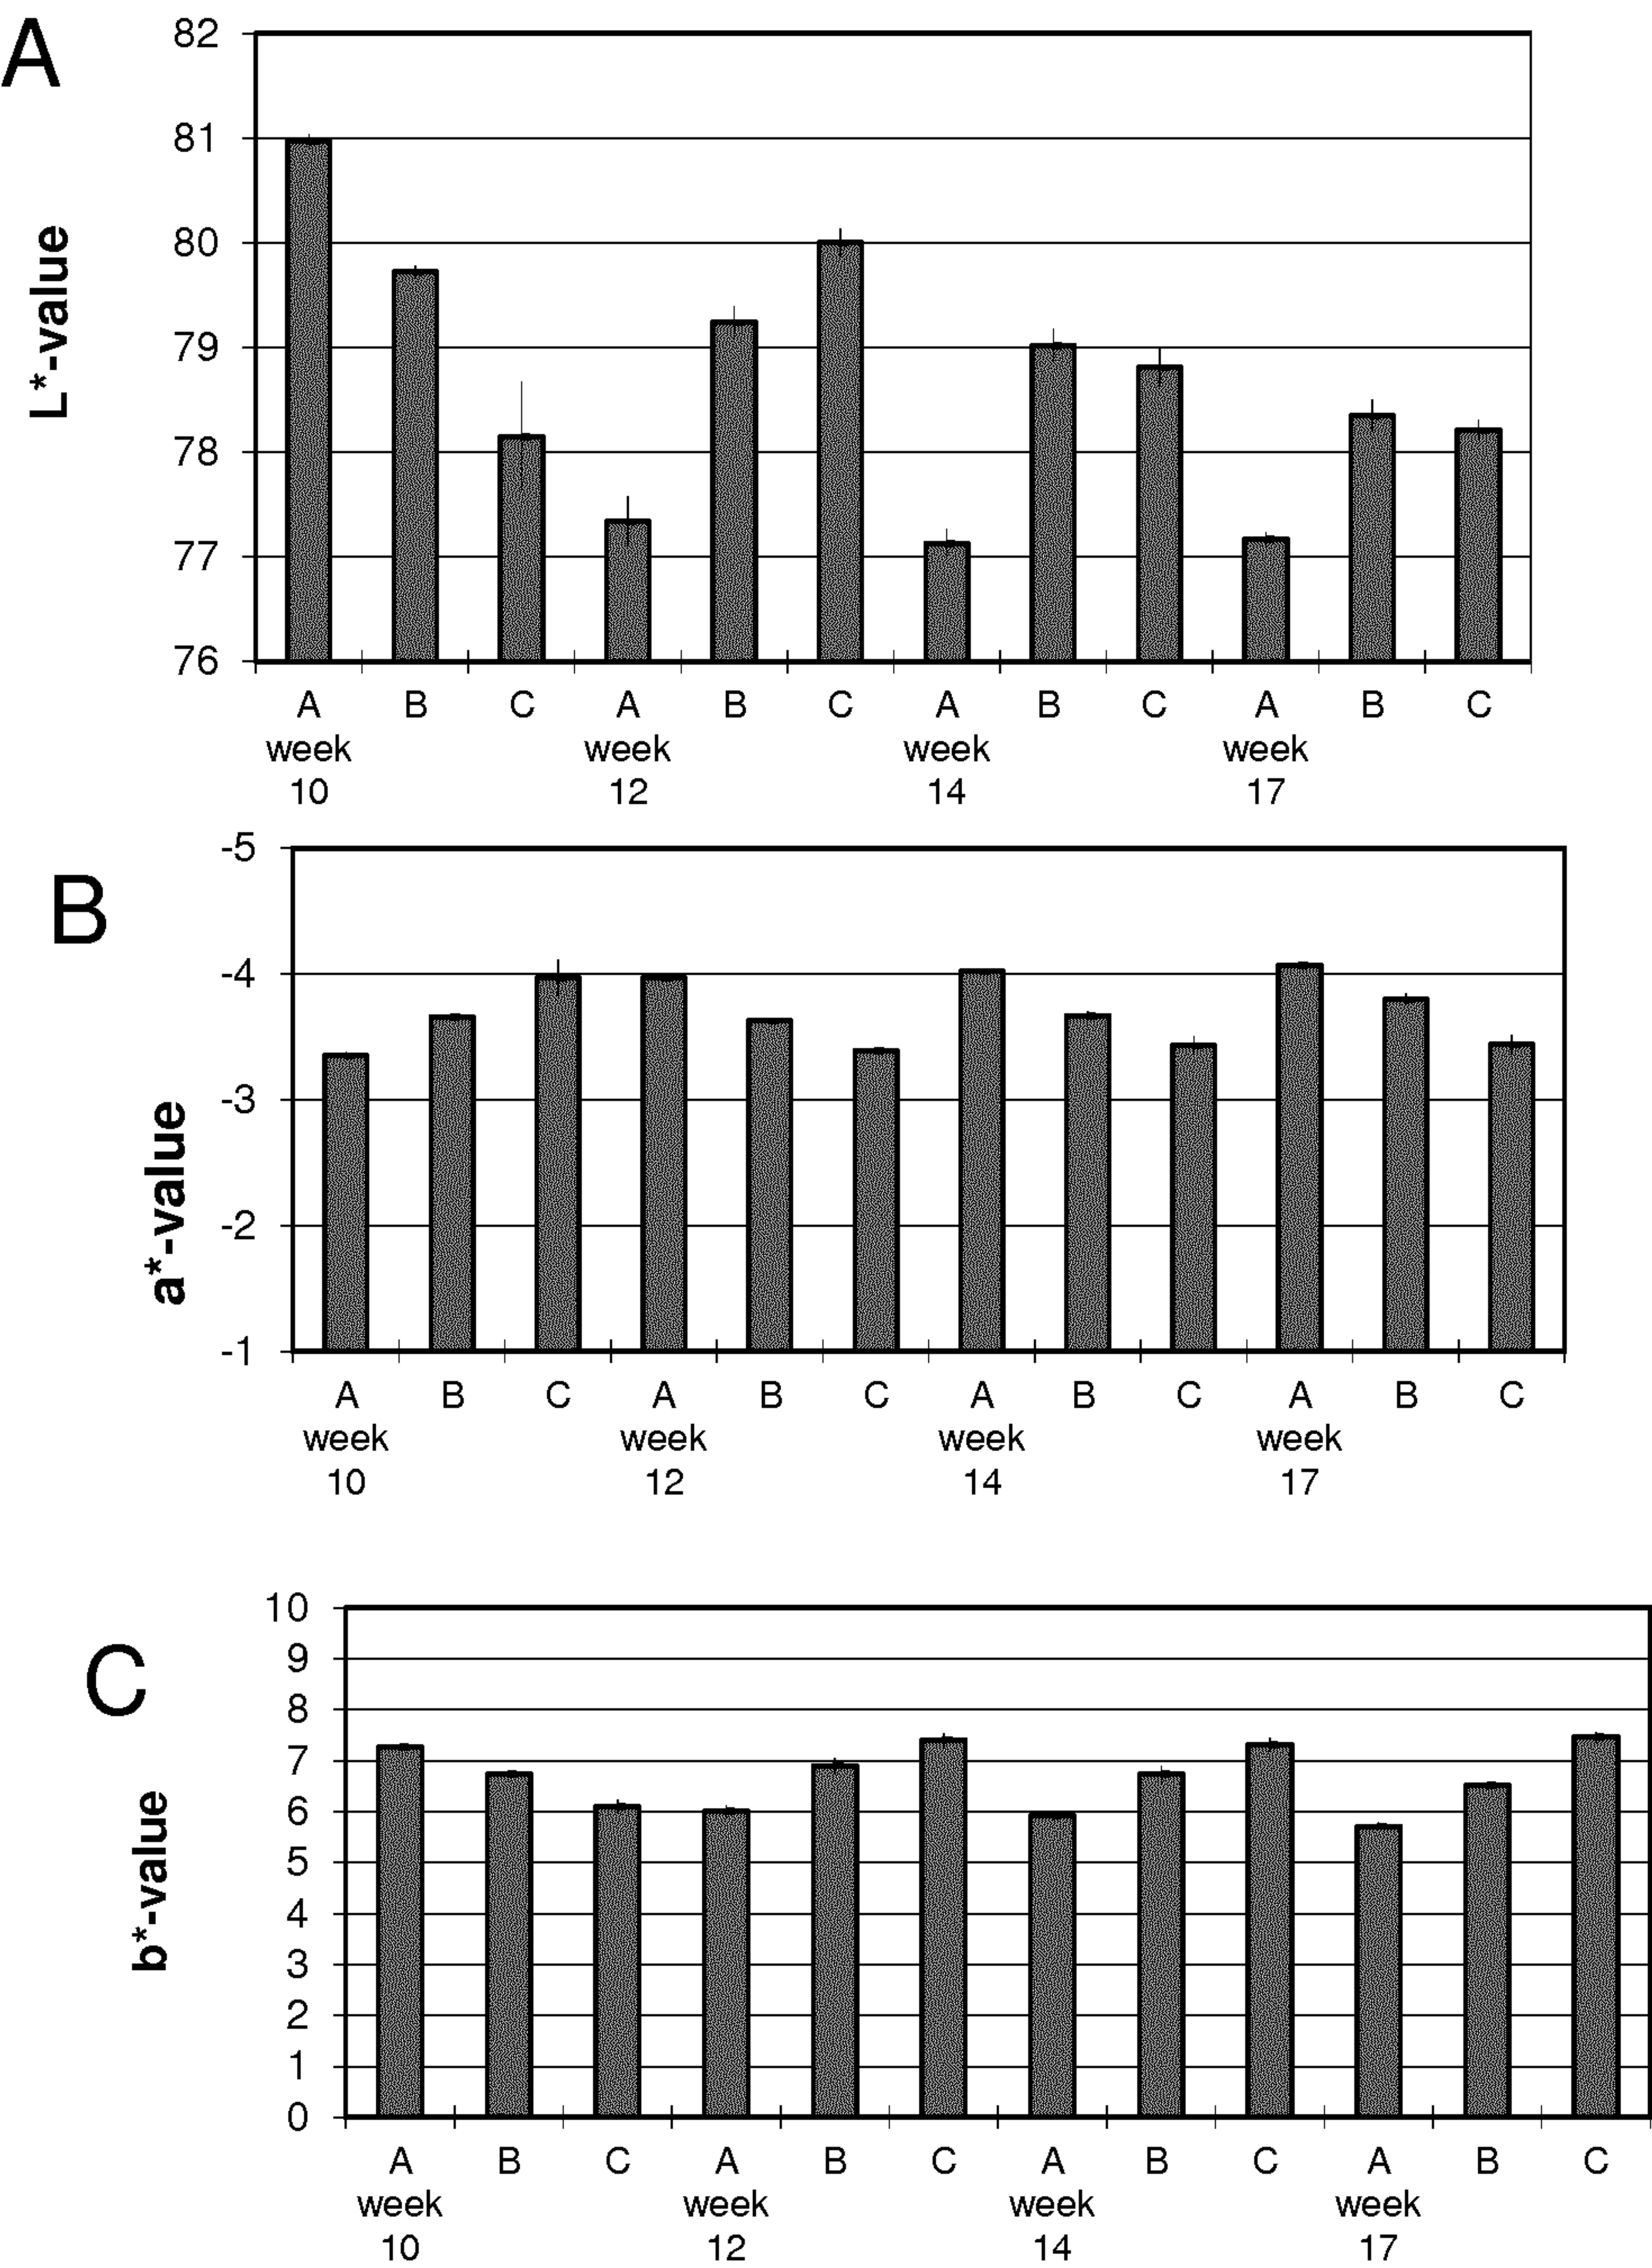 A
82
81
80
79
78
77
76
L*-value
A B C A B C A B C A B C
week week week week
10 12 14 17
B
-5
-4
-3
-2
-1
a*-value
A B C A B C A B C A B C
week week week week
10 12 14 17
C
10
9
8
7
6
5
4
3
2
1
0
b*-value
A B C A B C A B C A B C
week week week week
10 12 14 17